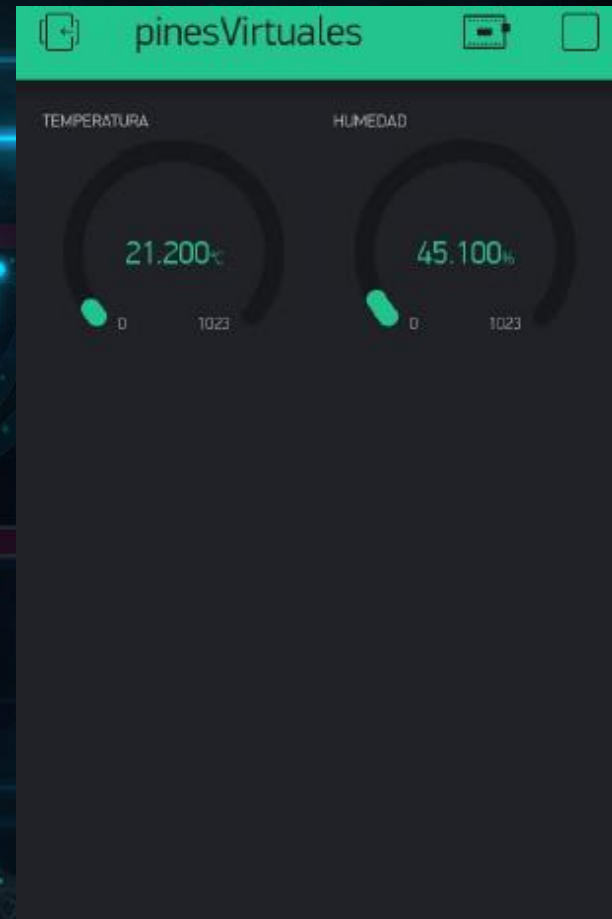 pinesVirtuales
TEMPERATURA
HUMEDAD
21.200°C
45.100%
0
1023
0
1023